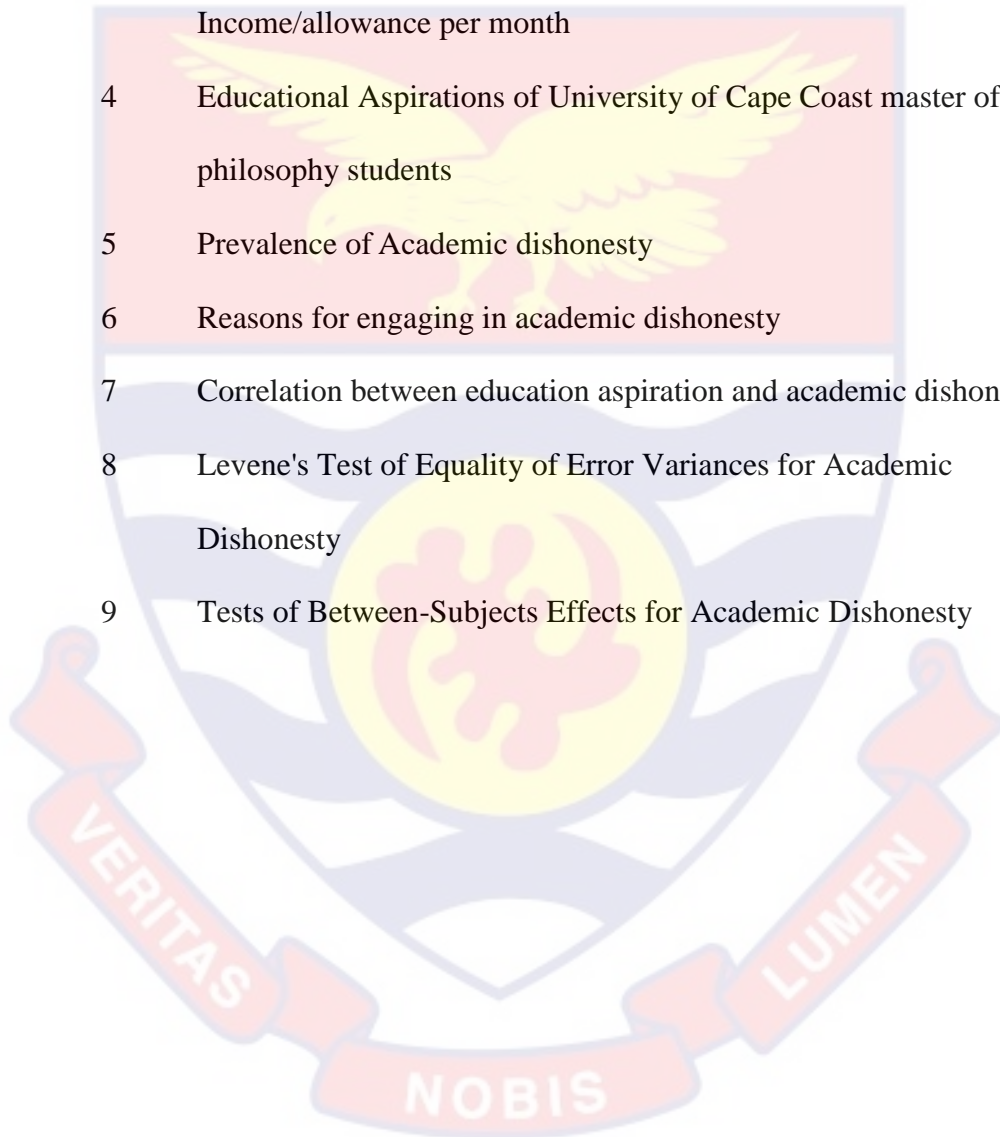 Income/allowance per month
4 Educational Aspirations of University of Cape Coast master of
philosophy students
5 Prevalence of Academic dishonesty
6 Reasons for engaging in academic dishonesty
7 Correlation between education aspiration and academic dishon
8 Levene's Test of Equality of Error Variances for Academic
Dishonesty
9 Tests of Between-Subjects Effects for Academic Dishonesty
VERITAS
NOBIS
LUMEN